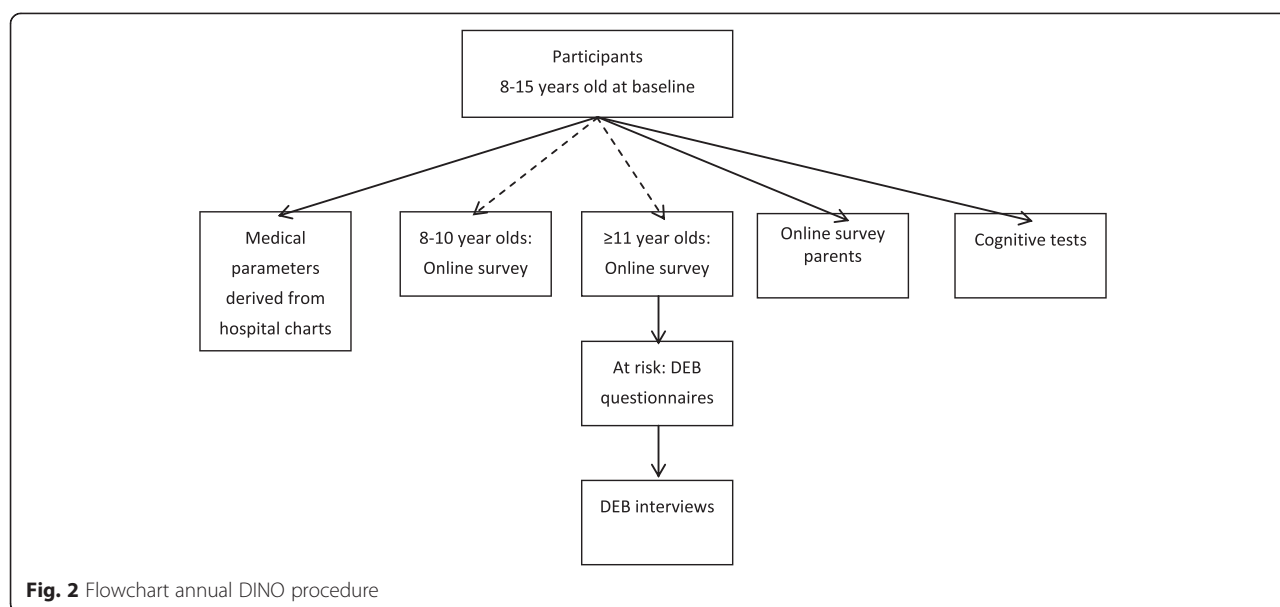 Participants
8-15 years old at baseline
Medical
parameters
derived from
hospital charts
8-10 year olds:
Online survey
≥11 year olds:
Online survey
Online survey
parents
Cognitive tests
At risk: DEB
questionnaires
DEB interviews
Fig. 2 Flowchart annual DINO procedure